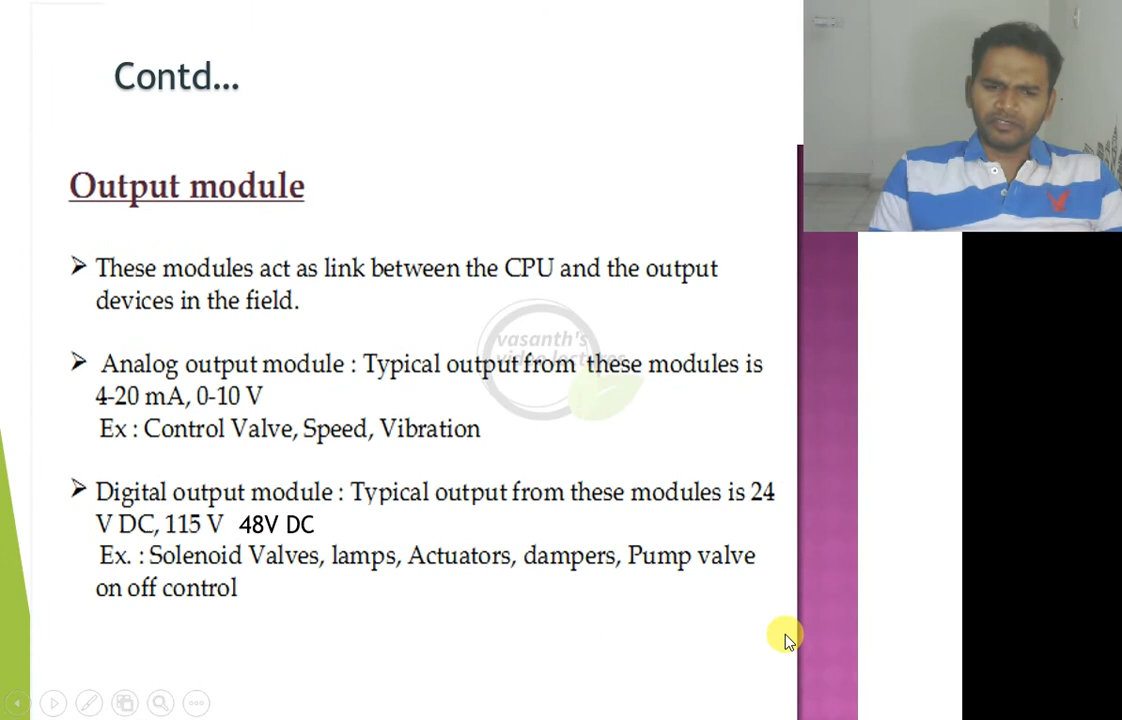 Contd...
Output module
➢ These modules act as link between the CPU and the output
devices in the field.
vasanth's
video lectures
➢ Analog output module : Typical output from these modules is
4-20 mA, 0-10 V
Ex : Control Valve, Speed, Vibration
➢ Digital output module : Typical output from these modules is 24
V DC, 115 V 48V DC
Ex. : Solenoid Valves, lamps, Actuators, dampers, Pump valve
on off control